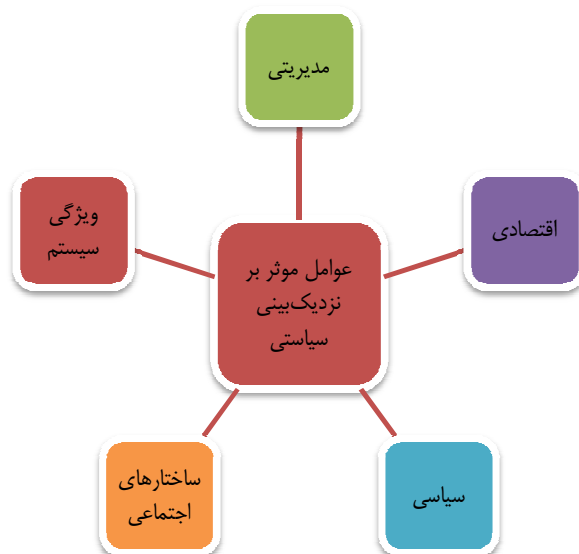 مدیریتی
ویژگی
سیستم
اقتصادی
عوامل موثر بر
نزدیک‌بینی
سیاستی
ساختارهای
اجتماعی
سیاسی